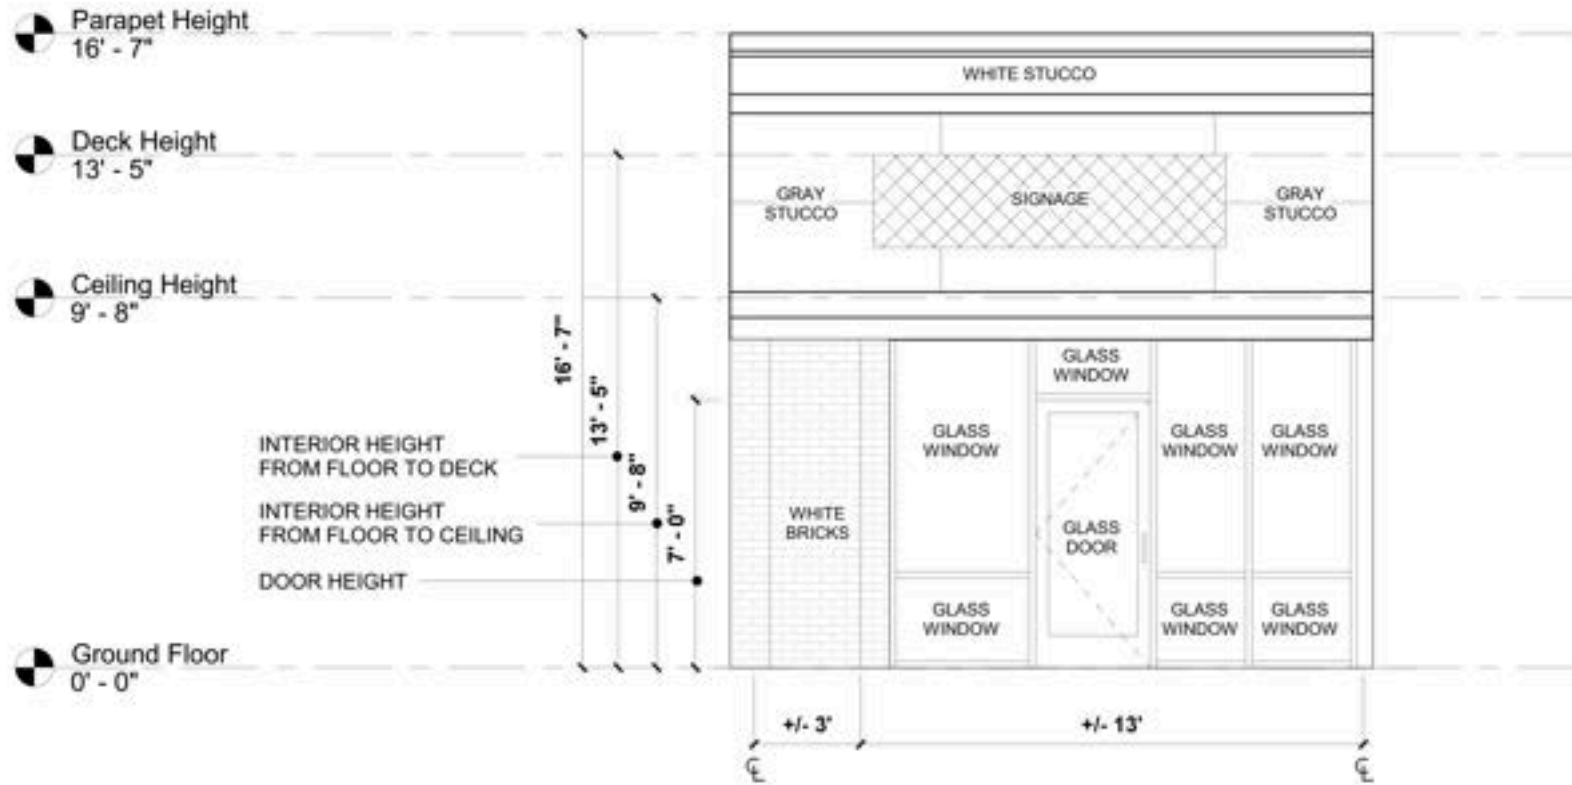 Parapet Height
16' - 7"
WHITE STUCCO
Deck Height
13' - 5"
GRAY
STUCCO
SIGNAGE
GRAY
STUCCO
Ceiling Height
9' - 8"
16' - 7"
13' - 5"
9' - 8"
7' - 0"
INTERIOR HEIGHT
FROM FLOOR TO DECK
INTERIOR HEIGHT
FROM FLOOR TO CEILING
DOOR HEIGHT
GLASS
WINDOW
GLASS
WINDOW
GLASS
WINDOW
GLASS
WINDOW
WHITE
BRICKS
GLASS
DOOR
GLASS
WINDOW
GLASS
WINDOW
GLASS
WINDOW
Ground Floor
0' - 0"
+/- 3'
+/- 13'
℄
℄